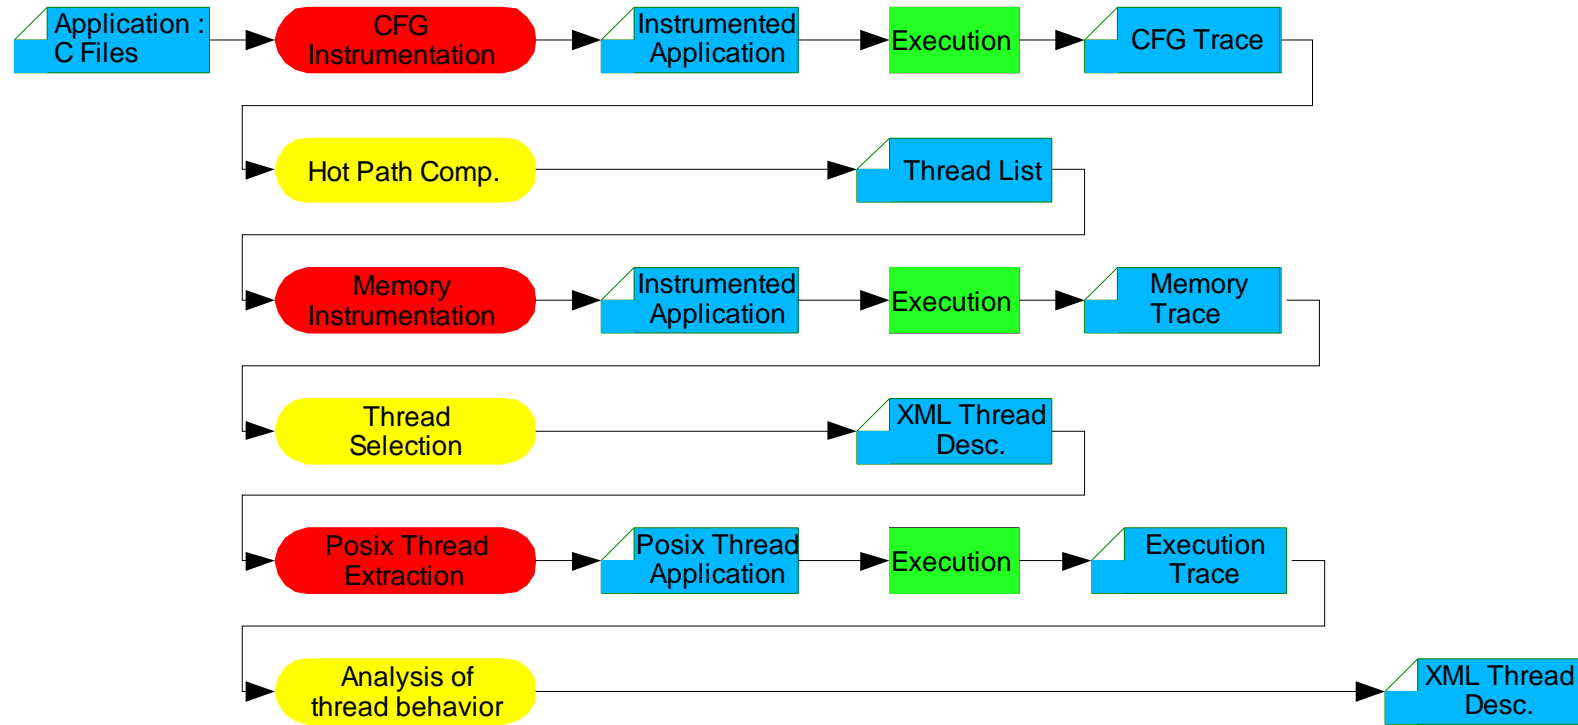 Application :
C Files
CFG
Instrumentation
Instrumented
Application
Execution
CFG Trace
Hot Path Comp.
Thread List
Memory
Instrumentation
Instrumented
Application
Execution
Memory
Trace
Thread
Selection
XML Thread
Desc.
Posix Thread
Extraction
Posix Thread
Application
Execution
Execution
Trace
Analysis of
thread behavior
XML Thread
Desc.